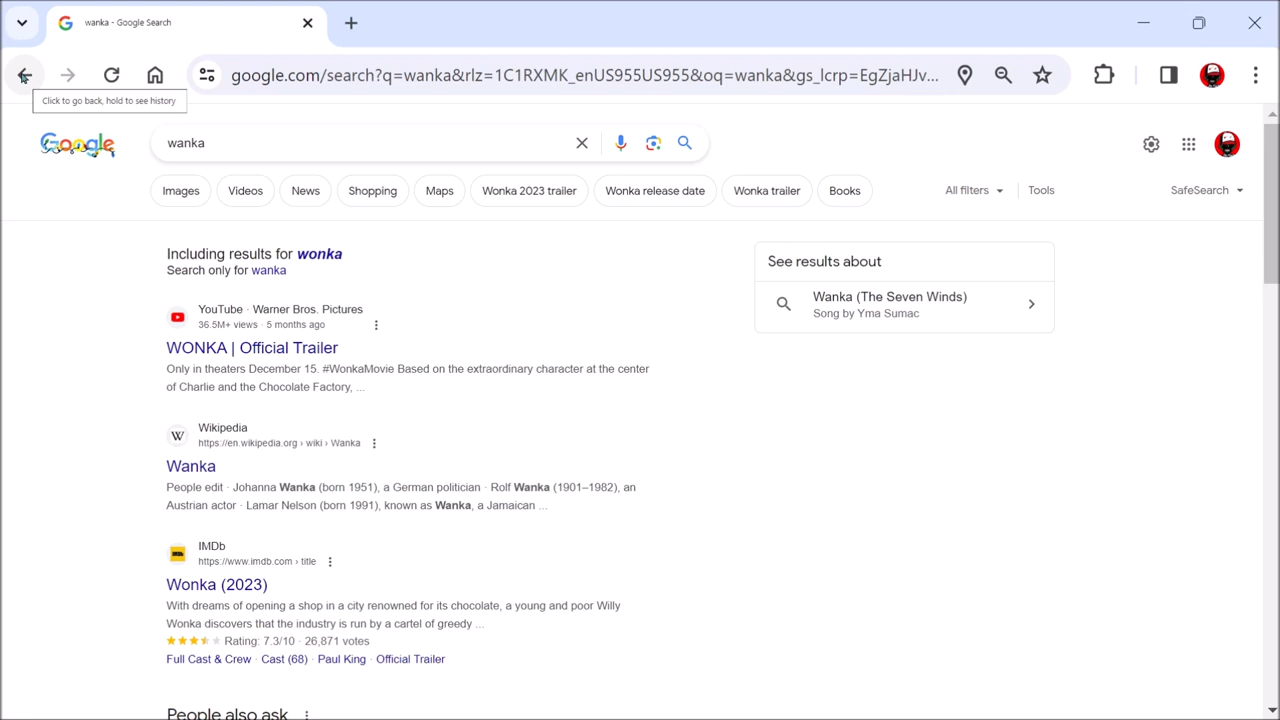 wanka - Google Search
google.com/search?q=wanka&rlz=1C1RXMK_enUS955US955&oq=wanka&gs_lcrp=EgZjaHJv...
Click to go back, hold to see history
Google
wanka
Images
Videos
News
Shopping
Maps
Wonka 2023 trailer
Wonka release date
Wonka trailer
Books
All filters
Tools
SafeSearch
Including results for wonka
Search only for wanka
See results about
Wanka (The Seven Winds)
Song by Yma Sumac
YouTube · Warner Bros. Pictures
36.5M+ views · 5 months ago
WONKA | Official Trailer
Only in theaters December 15. #WonkaMovie Based on the extraordinary character at the center
of Charlie and the Chocolate Factory, ...
W
Wikipedia
https://en.wikipedia.org › wiki › Wanka
Wanka
People edit · Johanna Wanka (born 1951), a German politician · Rolf Wanka (1901–1982), an
Austrian actor · Lamar Nelson (born 1991), known as Wanka, a Jamaican ...
IMDb
https://www.imdb.com › title
Wonka (2023)
With dreams of opening a shop in a city renowned for its chocolate, a young and poor Willy
Wonka discovers that the industry is run by a cartel of greedy ...
Rating: 7.3/10 · 26,871 votes
Full Cast & Crew · Cast (68) · Paul King · Official Trailer
People also ask